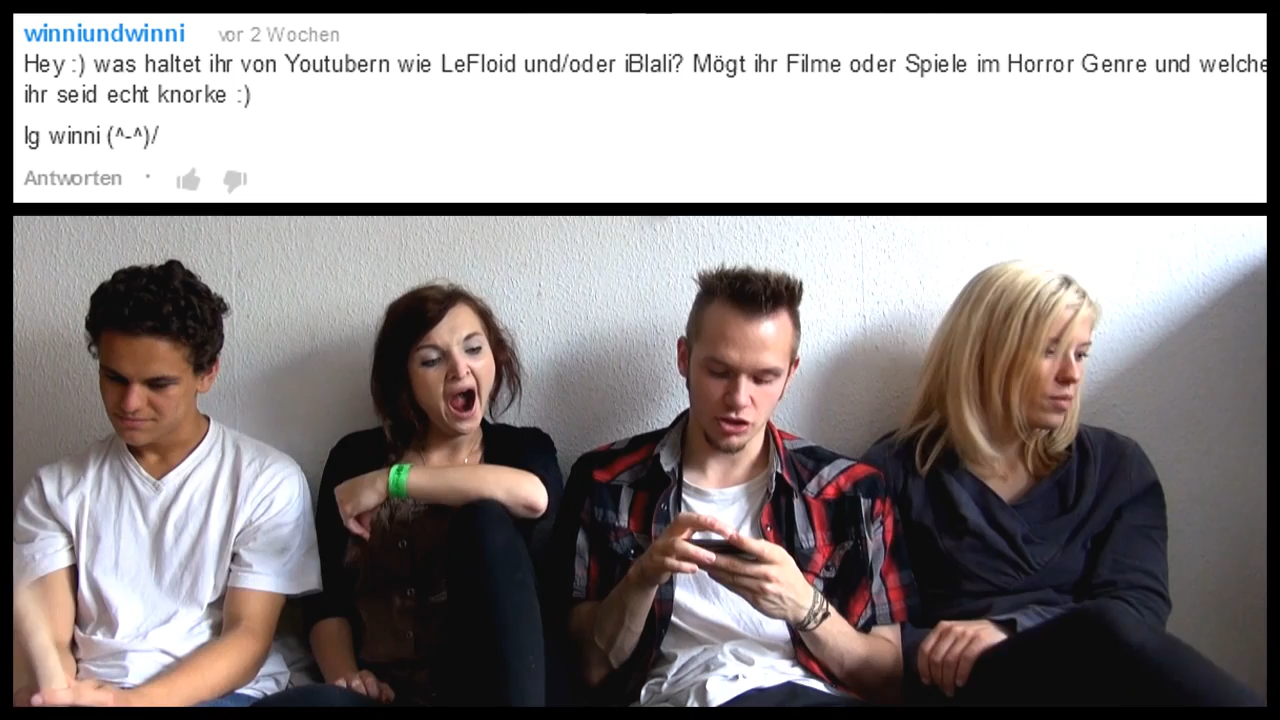 winniundwinni vor 2 Wochen
Hey :) was haltet ihr von Youtubern wie LeFloid und/oder iBlali? Mögt ihr Filme oder Spiele im Horror Genre und welche
ihr seid echt knorke :)
lg winni (^-^)/
Antworten ·